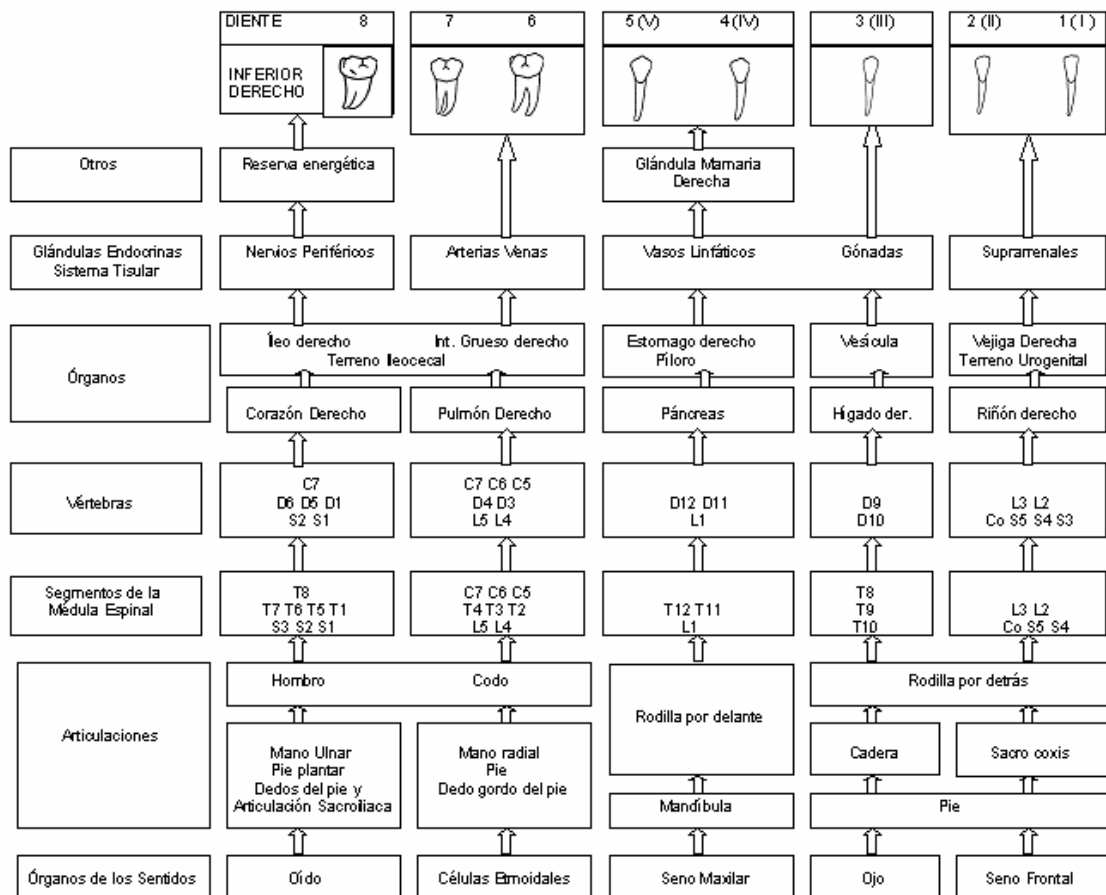 DIENTE 8 7 6 5 (V) 4 (IV) 3 (III) 2 (II) 1 ( I )
INFERIOR
DERECHO
Otros
Reserva energética
Glándula Mamaria
Derecha
Glándulas Endocrinas
Sistema Tisular
Nervios Periféricos
Arterias Venas
Vasos Linfáticos
Gónadas
Suprarrenales
Órganos
Íleo derecho
Int. Grueso derecho
Terreno Ileocecal
Estomago derecho
Píloro
Vesícula
Vejiga Derecha
Terreno Urogenital
Corazón Derecho
Pulmón Derecho
Páncreas
Hígado der.
Riñón derecho
Vértebras
C7
D6 D5 D1
S2 S1
C7 C6 C5
D4 D3
L5 L4
D12 D11
L1
D9
D10
L3 L2
Co S5 S4 S3
Segmentos de la
Médula Espinal
T8
T7 T6 T5 T1
S3 S2 S1
C7 C6 C5
T4 T3 T2
L5 L4
T12 T11
L1
T8
T9
T10
L3 L2
Co S5 S4
Articulaciones
Hombro
Codo
Rodilla por delante
Rodilla por detrás
Mano Ulnar
Pie plantar
Dedos del pie y
Articulación Sacroiliaca
Mano radial
Pie
Dedo gordo del pie
Cadera
Sacro coxis
Mandíbula
Pie
Órganos de los Sentidos
Oído
Células Etmoidales
Seno Maxilar
Ojo
Seno Frontal